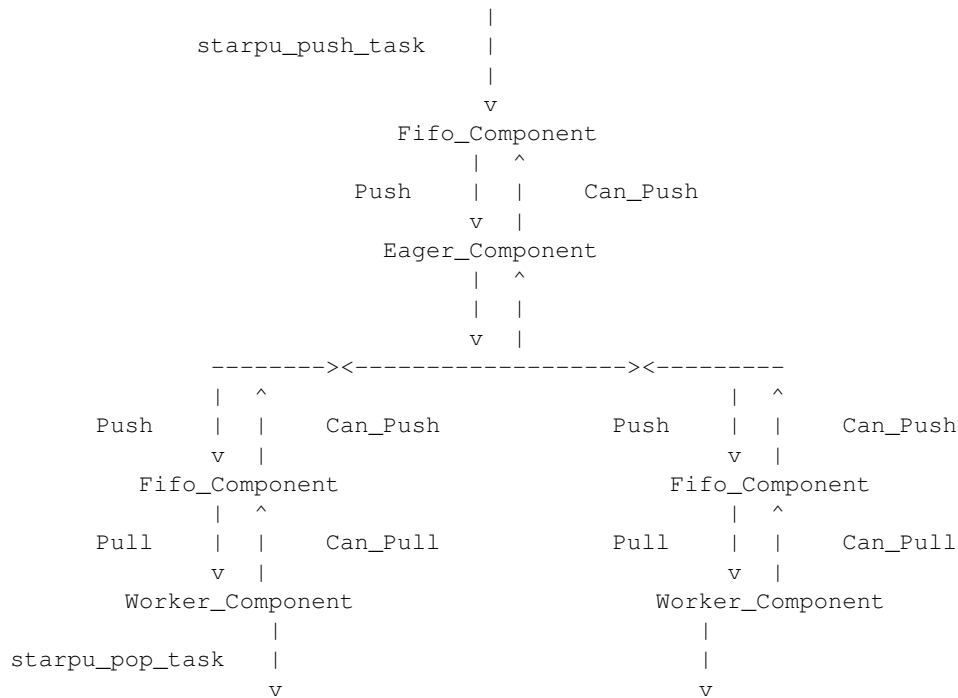 |
starpu_push_task |
|
v
Fifo_Component
| ^
Push | | Can_Push
v |
Eager_Component
| ^
| |
v |
--------><-------------------><---------
| ^ | ^
Push | | Can_Push Push | | Can_Push
v | v |
Fifo_Component Fifo_Component
| ^ | ^
Pull | | Can_Pull Pull | | Can_Pull
v | v |
Worker_Component Worker_Component
| |
starpu_pop_task | |
v v